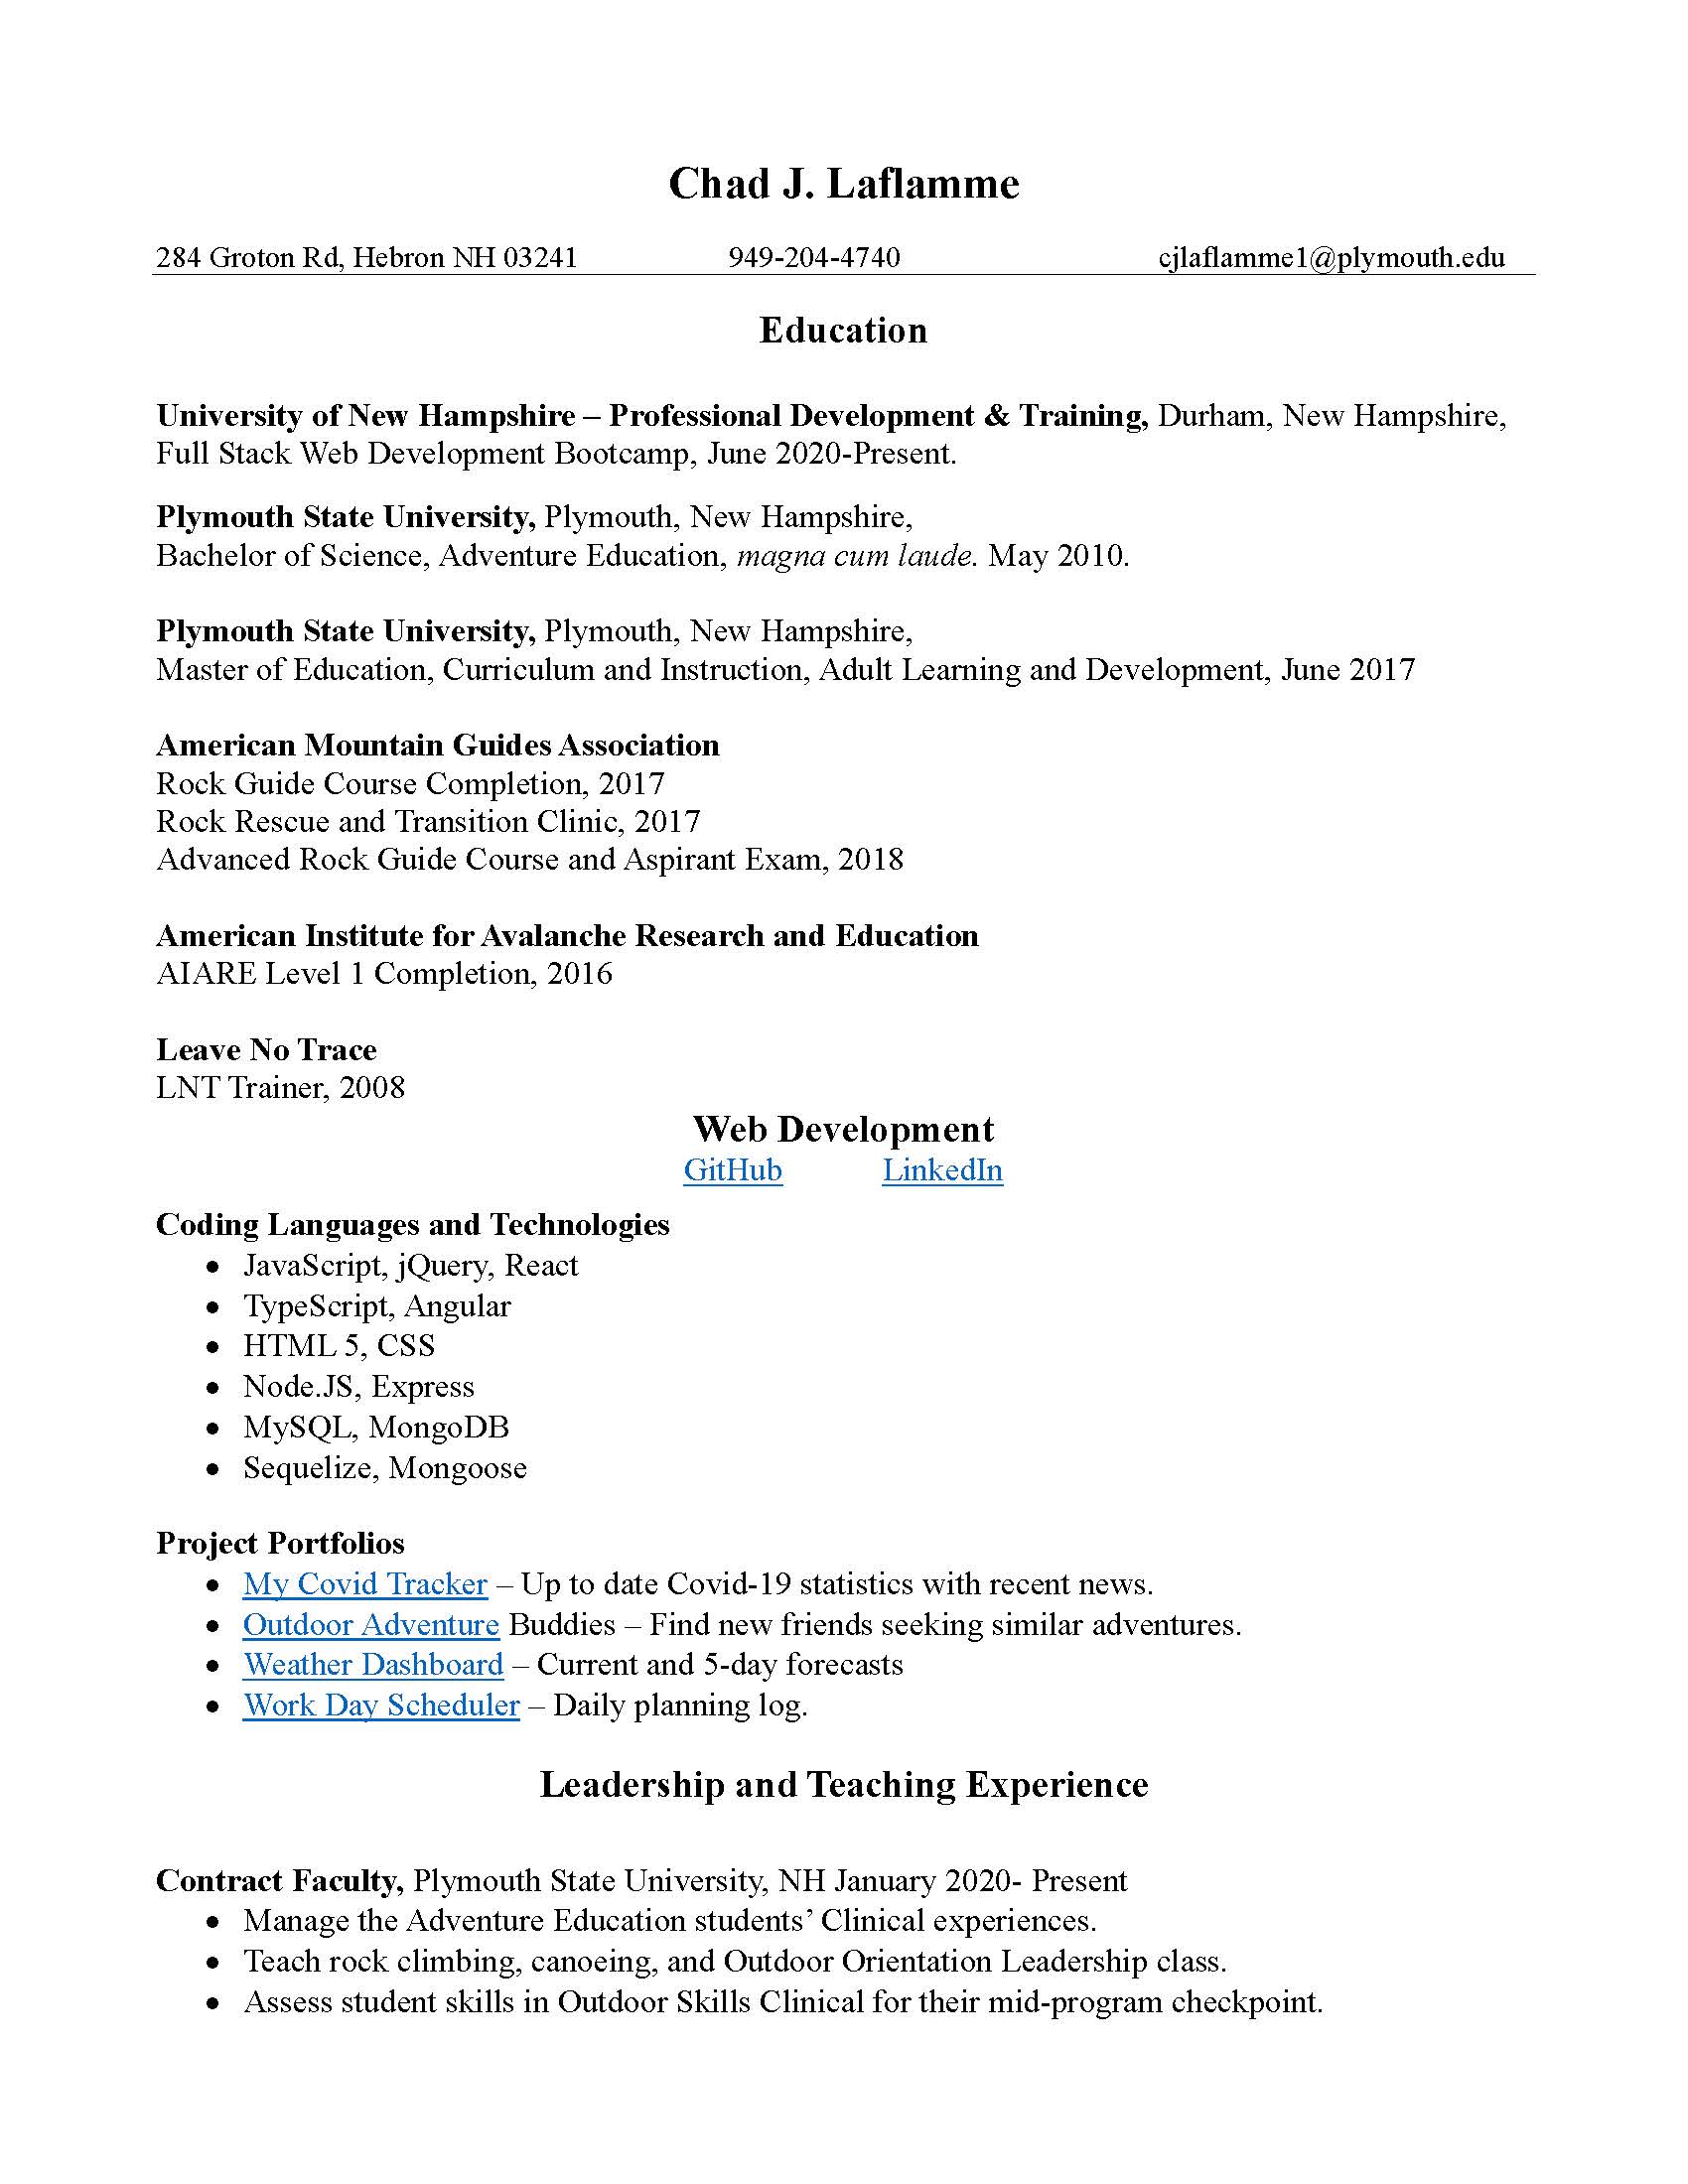 Chad J. Laflamme
284 Groton Rd, Hebron NH 03241 949-204-4740 cjlaflamme1@plymouth.edu
Education
University of New Hampshire – Professional Development & Training, Durham, New Hampshire,
Full Stack Web Development Bootcamp, June 2020-Present.
Plymouth State University, Plymouth, New Hampshire,
Bachelor of Science, Adventure Education, magna cum laude. May 2010.
Plymouth State University, Plymouth, New Hampshire,
Master of Education, Curriculum and Instruction, Adult Learning and Development, June 2017
American Mountain Guides Association
Rock Guide Course Completion, 2017
Rock Rescue and Transition Clinic, 2017
Advanced Rock Guide Course and Aspirant Exam, 2018
American Institute for Avalanche Research and Education
AIARE Level 1 Completion, 2016
Leave No Trace
LNT Trainer, 2008
Web Development
GitHub LinkedIn
Coding Languages and Technologies
• JavaScript, jQuery, React
• TypeScript, Angular
• HTML 5, CSS
• Node.JS, Express
• MySQL, MongoDB
• Sequelize, Mongoose
Project Portfolios
• My Covid Tracker – Up to date Covid-19 statistics with recent news.
• Outdoor Adventure Buddies – Find new friends seeking similar adventures.
• Weather Dashboard – Current and 5-day forecasts
• Work Day Scheduler – Daily planning log.
Leadership and Teaching Experience
Contract Faculty, Plymouth State University, NH January 2020- Present
• Manage the Adventure Education students’ Clinical experiences.
• Teach rock climbing, canoeing, and Outdoor Orientation Leadership class.
• Assess student skills in Outdoor Skills Clinical for their mid-program checkpoint.